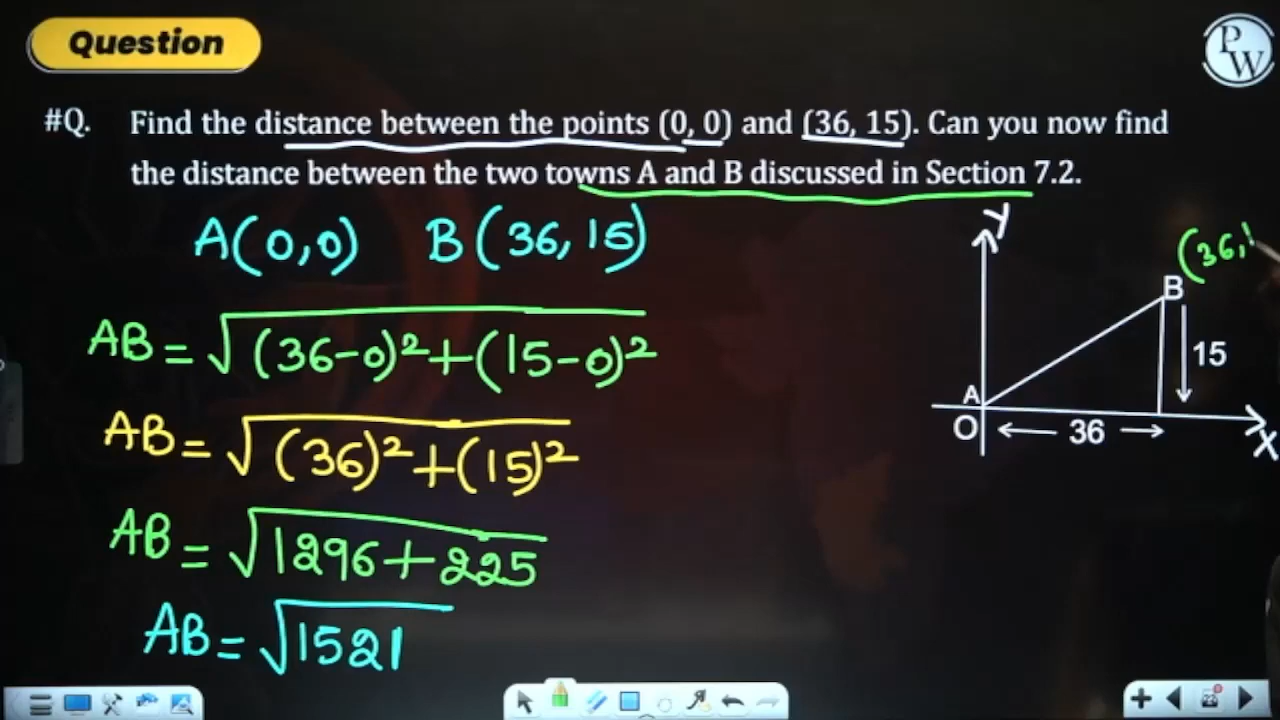 Question
PW
#Q. Find the distance between the points (0, 0) and (36, 15). Can you now find
the distance between the two towns A and B discussed in Section 7.2.
A(0,0) B(36,15)
AB = √(36-0)²+(15-0)²
AB = √(36)²+(15)²
AB = √1296+225
AB = √1521
Y
(36,
B
15
A
O
36
X